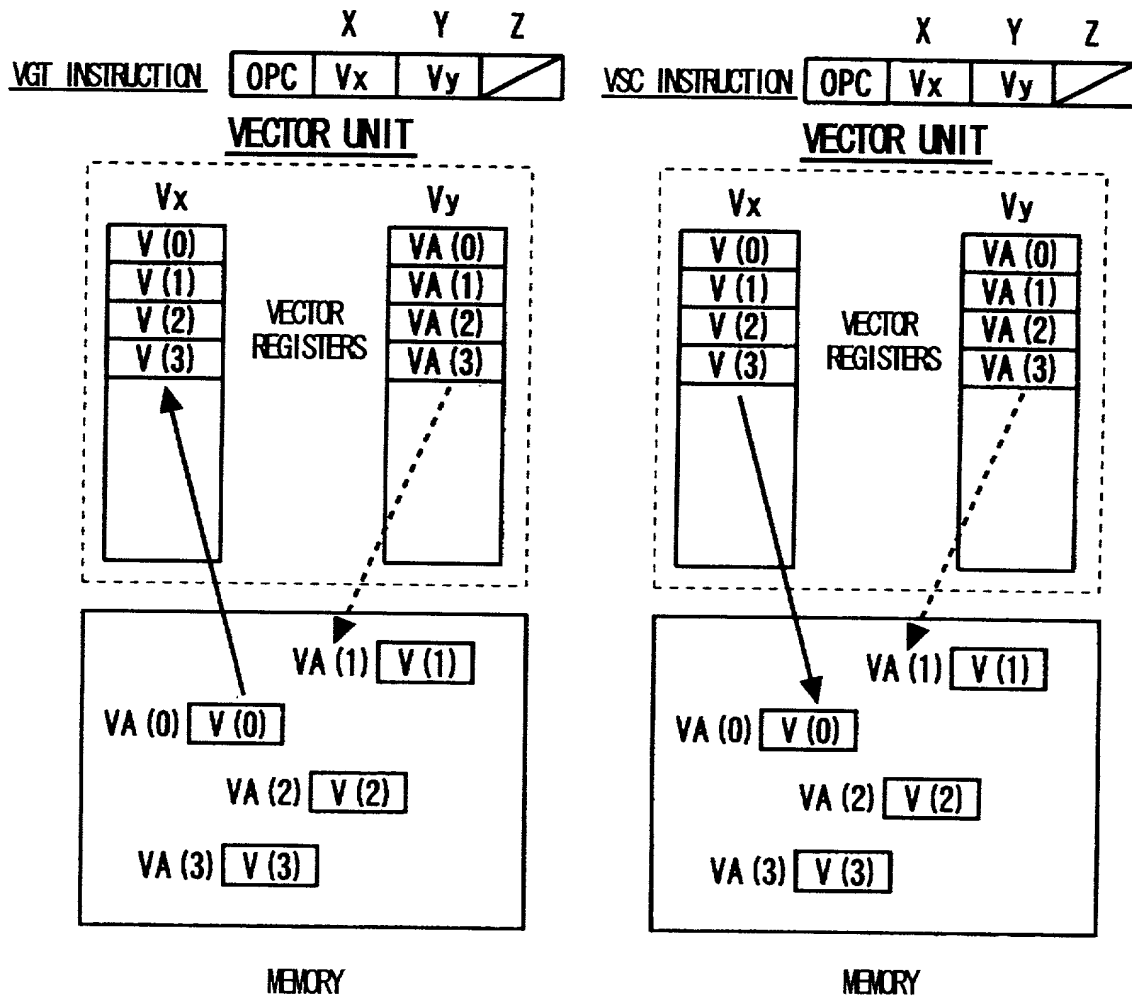 X Y Z
VGT INSTRUCTION OPC Vx Vy
VECTOR UNIT
Vx Vy
V (0) VA (0)
V (1) VA (1)
V (2) VA (2)
V (3) VA (3)
VECTOR
REGISTERS
VA (1) V (1)
VA (0) V (0)
VA (2) V (2)
VA (3) V (3)
MEMORY
X Y Z
VSC INSTRUCTION OPC Vx Vy
VECTOR UNIT
Vx Vy
V (0) VA (0)
V (1) VA (1)
V (2) VA (2)
V (3) VA (3)
VECTOR
REGISTERS
VA (1) V (1)
VA (0) V (0)
VA (2) V (2)
VA (3) V (3)
MEMORY